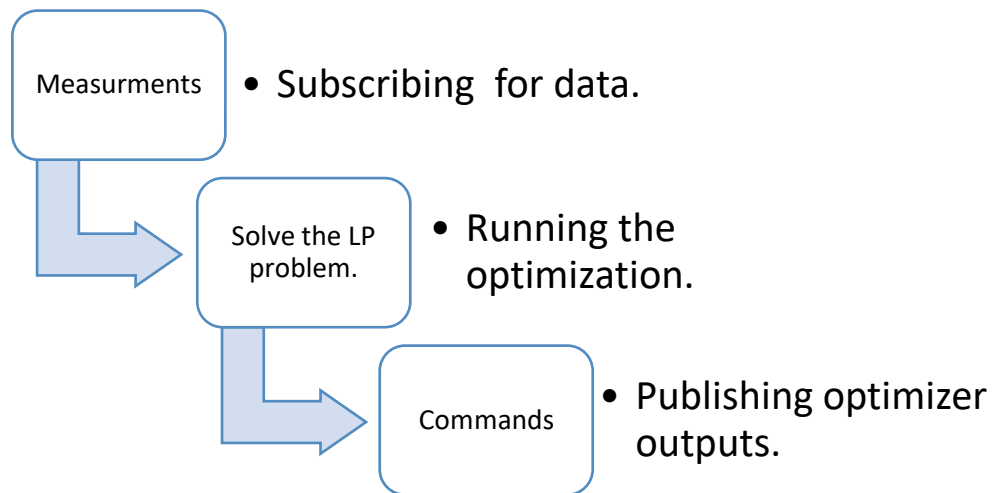 Measurments
• Subscribing for data.
Solve the LP
problem.
• Running the
optimization.
Commands
• Publishing optimizer
outputs.